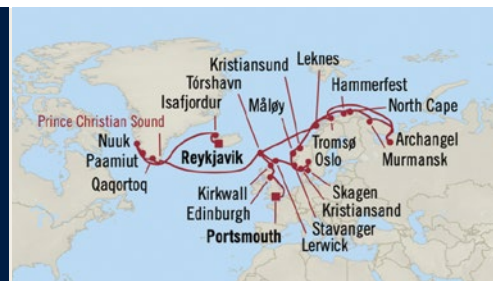 Kristiansund
Leknes
Tórshavn
Hammerfest
Isafjordur
Måløy
North Cape
Prince Christian Sound
Nuuk
Paamiut
Qaqortoq
Reykjavik
Tromsø
Oslo
Archangel
Murmansk
Kirkwall
Edinburgh
Portsmouth
Skagen
Kristiansand
Stavanger
Lerwick